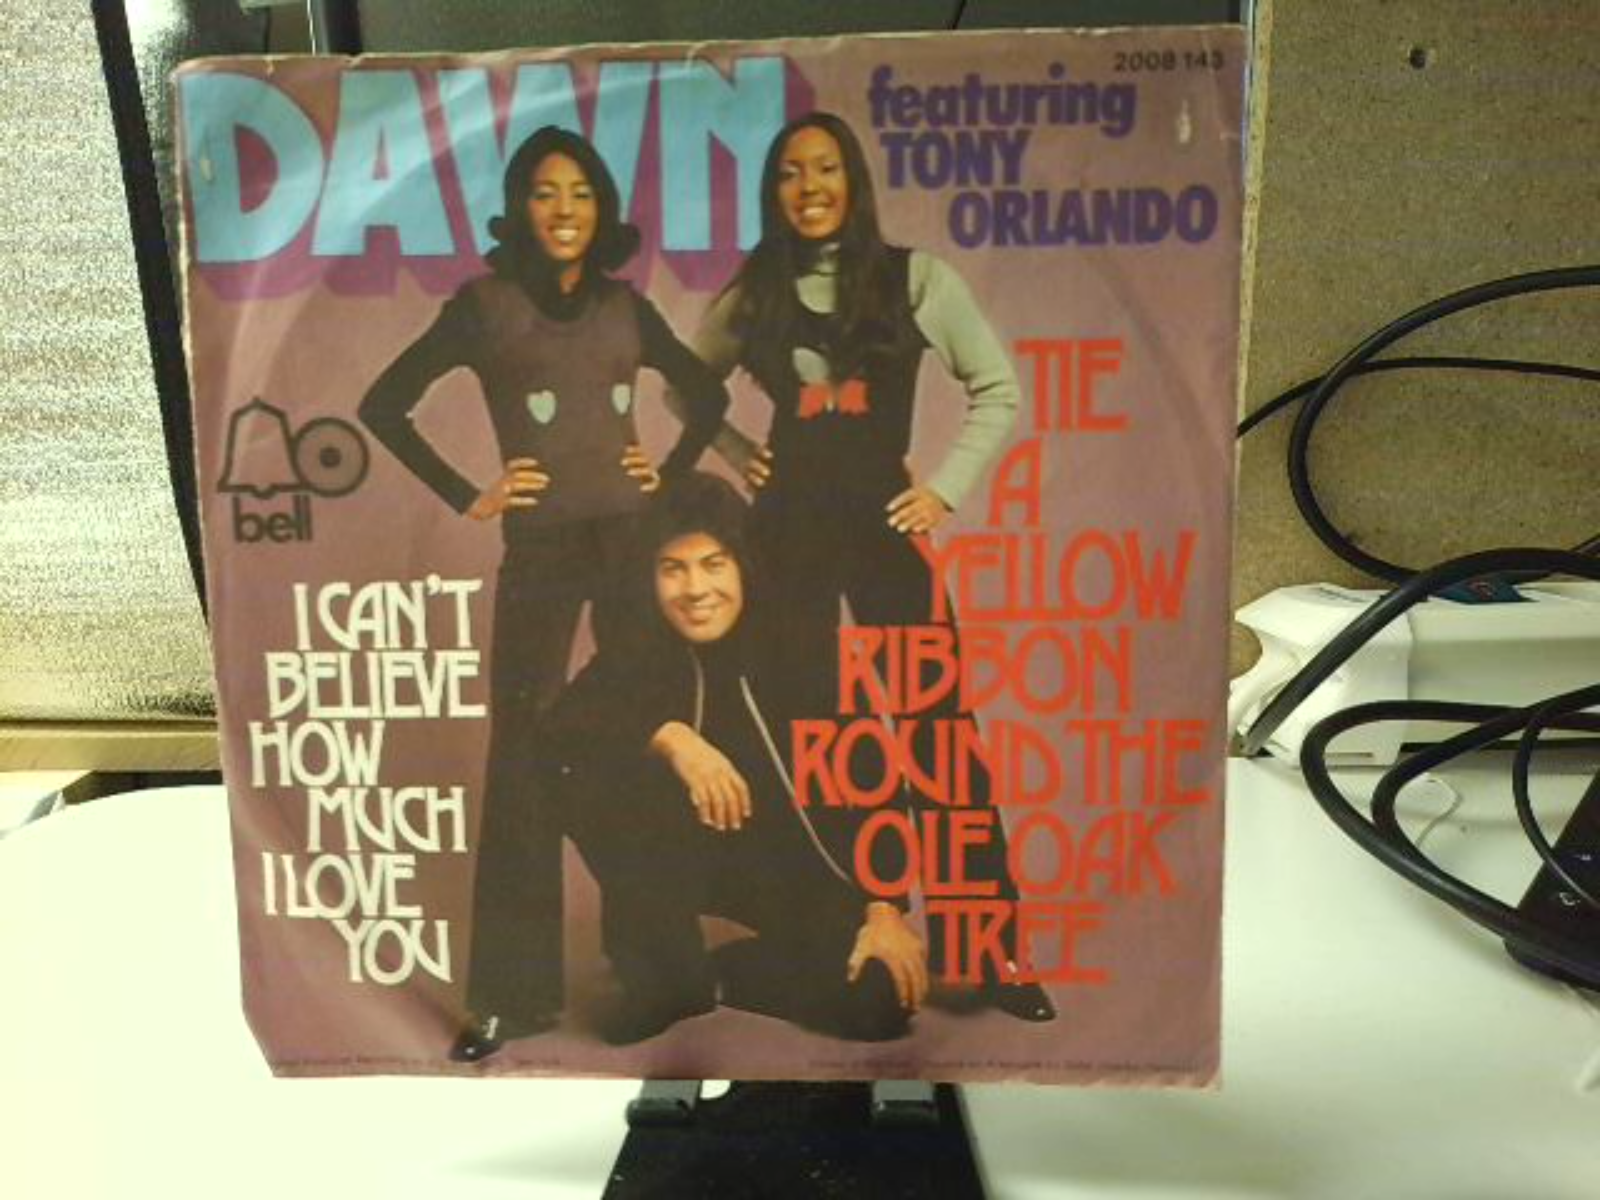 2008 143
DAWN
featuring
TONY
ORLANDO
TIE
A
YELLOW
RIBBON
ROUND THE
OLE OAK
TREE
bell
I CAN'T
BELIEVE
HOW
MUCH
I LOVE
YOU